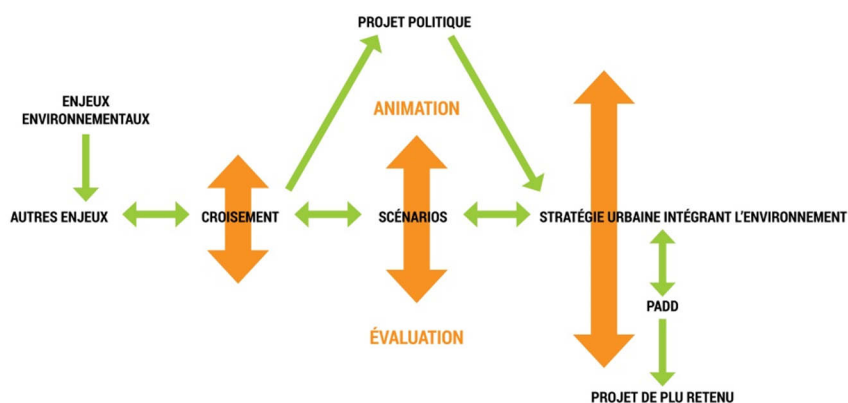 PROJET POLITIQUE
ENJEUX
ENVIRONNEMENTAUX
ANIMATION
AUTRES ENJEUX
CROISEMENT
SCÉNARIOS
STRATÉGIE URBAINE INTÉGRANT L'ENVIRONNEMENT
PADD
ÉVALUATION
PROJET DE PLU RETENU